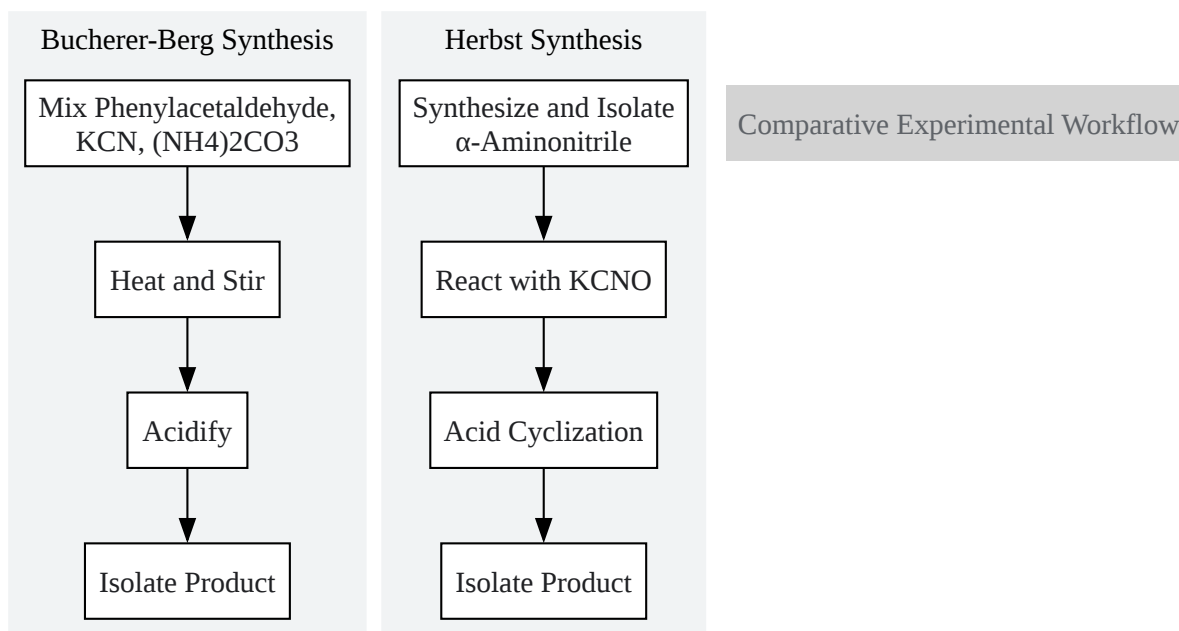 Bucherer-Berg Synthesis
Mix Phenylacetaldehyde,
KCN, (NH4)2CO3
Heat and Stir
Acidify
Isolate Product
Herbst Synthesis
Synthesize and Isolate
α-Aminonitrile
React with KCNO
Acid Cyclization
Isolate Product
Comparative Experimental Workflow